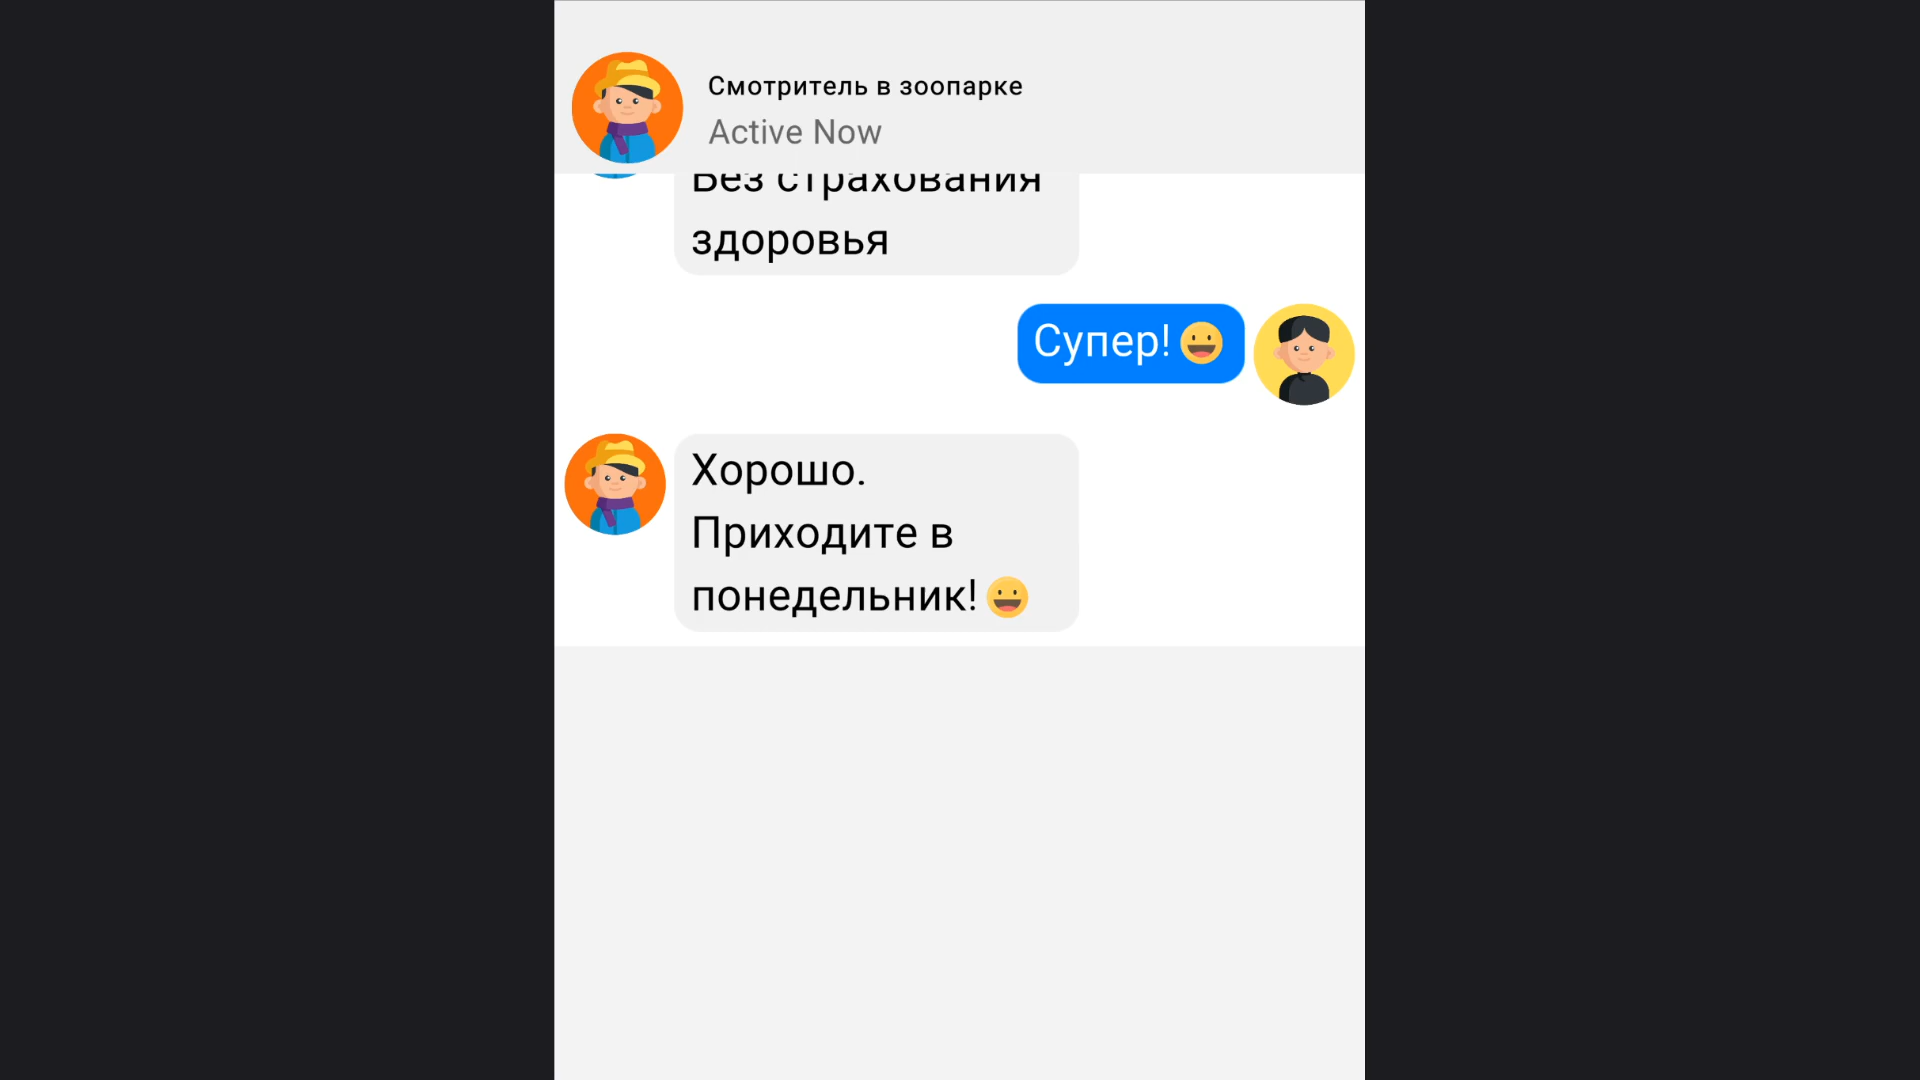 Смотритель в зоопарке
Active Now
Без страхования
здоровья
Супер!😀
Хорошо.
Приходите в
понедельник!😀